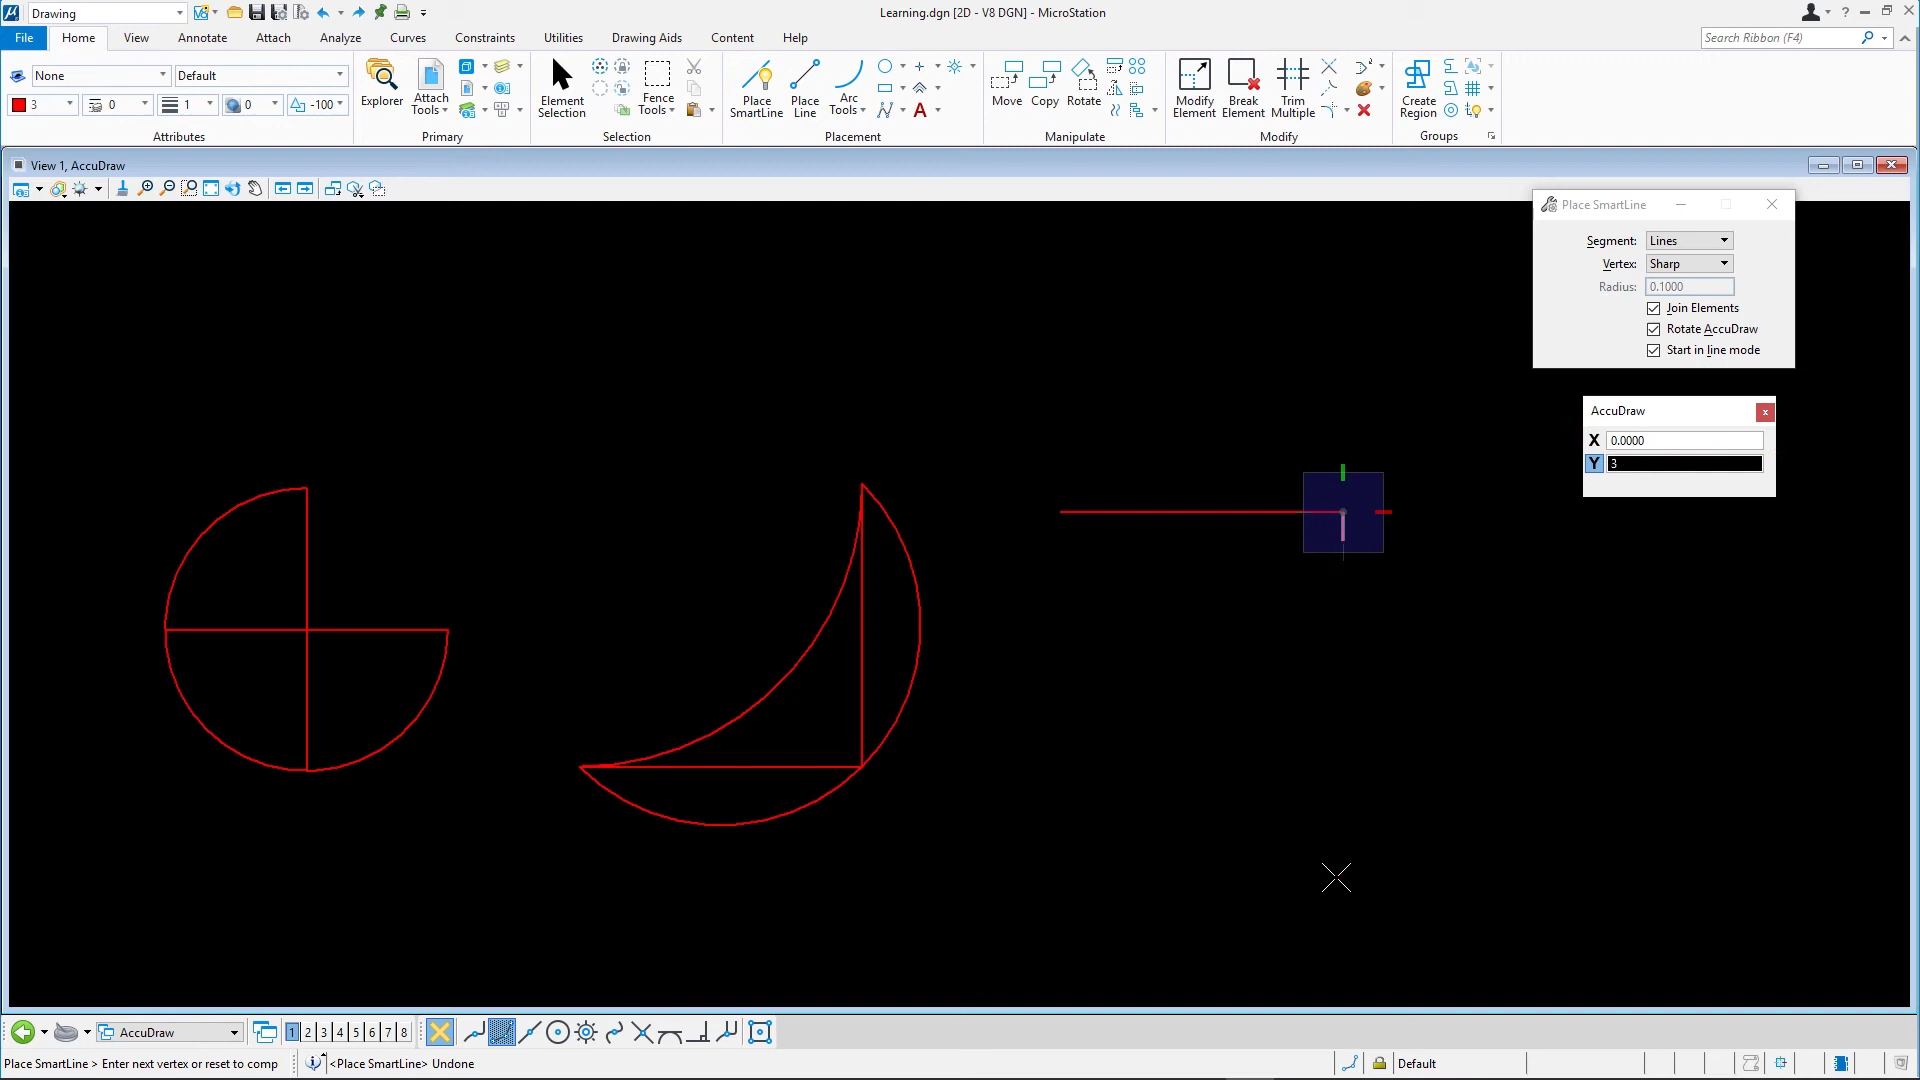 Drawing
Learning.dgn [2D - V8 DGN] - MicroStation
File Home View Annotate Attach Analyze Curves Constraints Utilities Drawing Aids Content Help
Search Ribbon (F4)
None Default
3 0 1 0 -100
Attributes
Explorer
Attach Tools
Primary
Element Selection
Fence Tools
Selection
Place SmartLine
Place Line
Arc Tools
Placement
Move Copy Rotate
Manipulate
Modify Element
Break Element
Trim Multiple
Modify
Create Region
Groups
View 1, AccuDraw
Place SmartLine
Segment: Lines
Vertex: Sharp
Radius: 0.1000
Join Elements
Rotate AccuDraw
Start in line mode
AccuDraw
X 0.0000
Y 3
AccuDraw
1 2 3 4 5 6 7 8
Place SmartLine > Enter next vertex or reset to comp
<Place SmartLine> Undone
Default